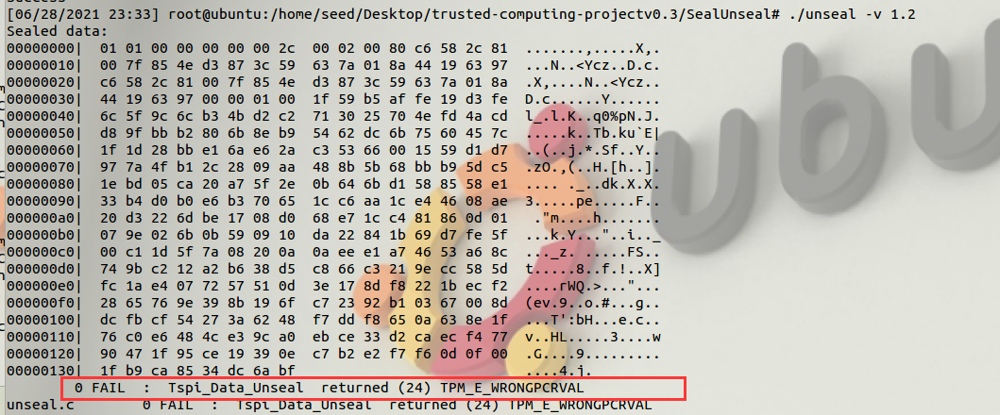 success
[06/28/2021 23:33] root@ubuntu:/home/seed/Desktop/trusted-computing-projectv0.3/SealUnseal# ./unseal -v 1.2
Sealed data:
00000000|  01 01 00 00 00 00 00 2c  00 02 00 80 c6 58 2c 81  .......,.....X,.
00000010|  00 7f 85 4e d3 87 3c 59  63 7a 01 8a 44 19 63 97  ...N..<Ycz..D.c.
00000020|  c6 58 2c 81 00 7f 85 4e  d3 87 3c 59 63 7a 01 8a  .X,....N..<Ycz..
00000030|  44 19 63 97 00 00 01 00  1f 59 b5 af fe 19 d3 fe  D.c......Y......
00000040|  6c 5f 9c 6c b3 4b d2 c2  71 30 25 70 4e fd 4a cd  l_.l.K..q0%pN.J.
00000050|  d8 9f bb b2 80 6b 8e b9  54 62 dc 6b 75 60 45 7c  .....k..Tb.ku`E|
00000060|  1f 1d 28 bb e1 6a e6 2a  c3 53 66 00 15 59 d1 d7  ..(..j.*.Sf..Y..
00000070|  97 7a 4f b1 2c 28 09 aa  48 8b 5b 68 bb b9 5d c5  .zO.,(..H.[h..].
00000080|  1e bd 05 ca 20 a7 5f 2e  0b 64 6b d1 58 85 58 e1  .... ._..dk.X.X.
00000090|  33 b4 d0 b0 e6 b3 70 65  1c c6 aa 1c e4 46 08 ae  3.....pe.....F..
000000a0|  20 d3 22 6d be 17 08 d0  68 e7 1c c4 81 86 0d 01   ."m....h.......
000000b0|  07 9e 02 6b 0b 59 09 10  da 22 84 1b 69 d7 fe 5f  ...k.Y..."..i.._
000000c0|  00 c1 1d 5f 7a 08 20 0a  0a ee e1 a7 46 53 a6 8c  ..._z. .....FS..
000000d0|  74 9b c2 12 a2 b6 38 d5  c8 66 c3 21 9e cc 58 5d  t.....8..f.!..X]
000000e0|  fc 1a e4 07 72 57 51 0d  3e 17 8d f8 22 1b ec f2  ....rWQ.>..."...
000000f0|  28 65 76 9e 39 8b 19 6f  c7 23 92 b1 03 67 00 8d  (ev.9..o.#...g..
00000100|  dc fb cf 54 27 3a 62 48  f7 dd f8 65 0a 63 8e 1f  ...T':bH...e.c..
00000110|  76 c0 e6 48 4c e3 9c a0  eb ce 33 d2 ca ec f4 77  v..HL.....3....w
00000120|  90 47 1f 95 ce 19 39 0e  c7 b2 e2 f7 f6 0d 0f 00  .G....9.........
00000130|  1f b9 ca 85 34 dc 6a bf                           ....4.j.
0 FAIL  :  Tspi_Data_Unseal  returned (24) TPM_E_WRONGPCRVAL
unseal.c  0 FAIL  :  Tspi_Data_Unseal  returned (24) TPM_E_WRONGPCRVAL
ubu